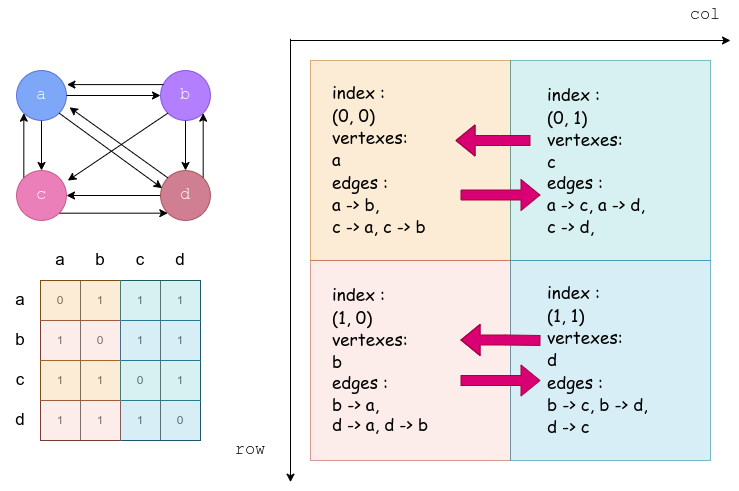 col
a b
c d
a b c d
a 0 1 1 1
b 1 0 1 1
c 1 1 0 1
d 1 1 1 0
index :
(0, 0)
vertexes:
a
edges :
a -> b,
c -> a, c -> b
index :
(0, 1)
vertexes:
c
edges :
a -> c, a -> d,
c -> d,
index :
(1, 0)
vertexes:
b
edges :
b -> a,
d -> a, d -> b
index :
(1, 1)
vertexes:
d
edges :
b -> c, b -> d,
d -> c
row